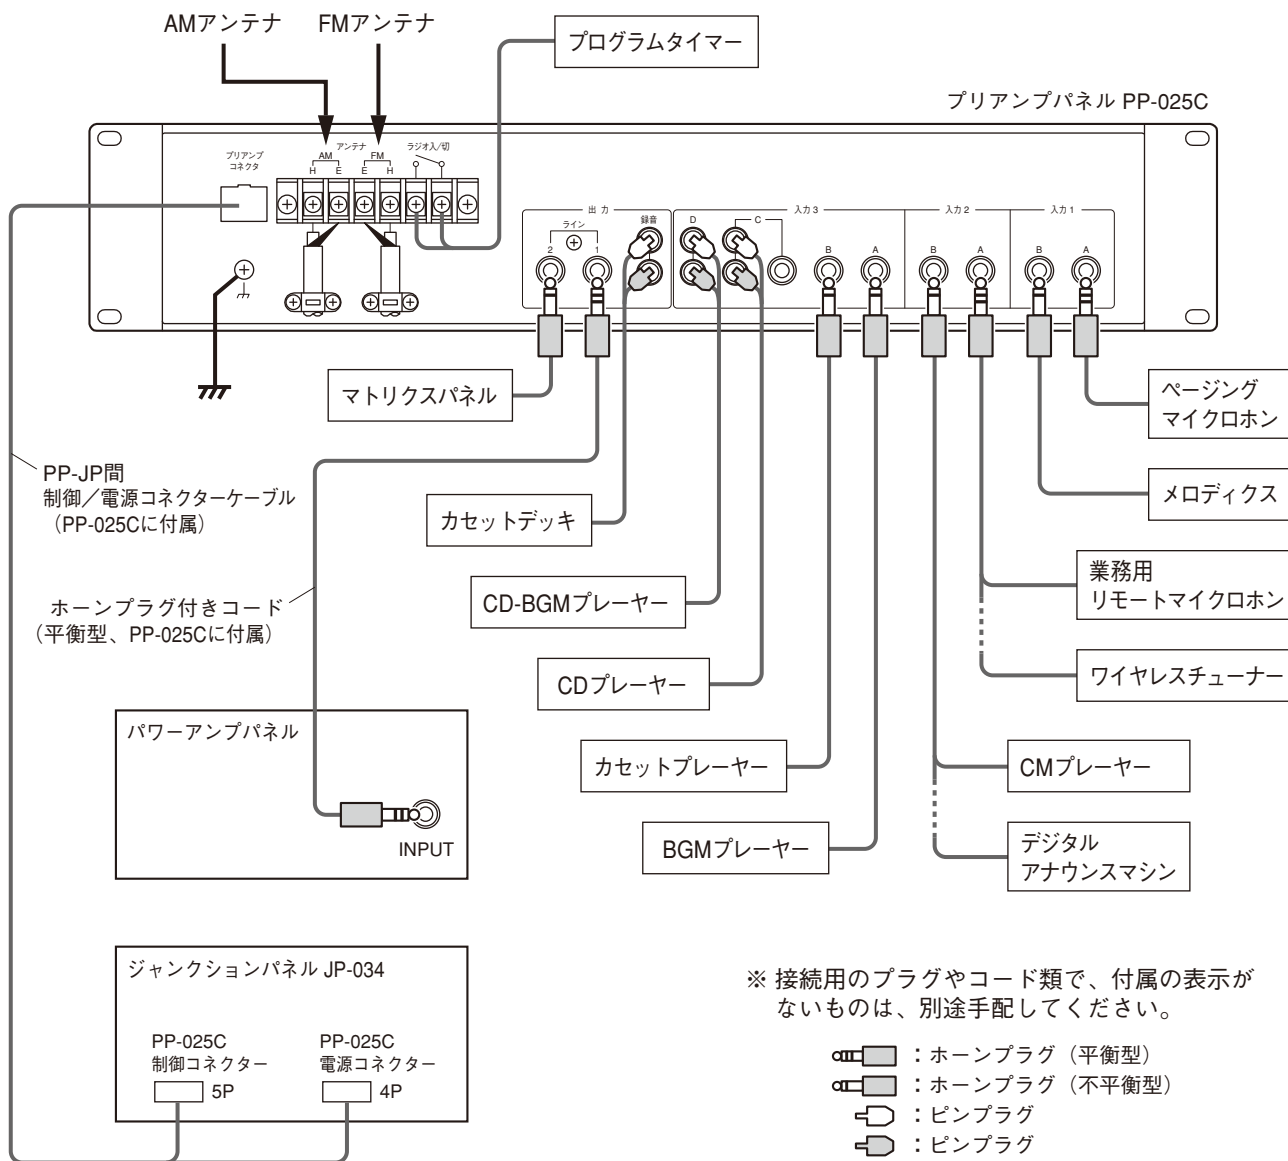 AMアンテナ
FMアンテナ
プログラムタイマー
プリアンプパネル PP-025C
プリアンプ
コネクタ
アンテナ
AM
FM
H
E
E
H
ラジオ入/切
出 力
ライン
2
1
録音
入力 3
D
C
B
A
入力 2
B
A
入力 1
B
A
マトリクスパネル
ページング
マイクロホン
PP-JP間
制御／電源コネクターケーブル
（PP-025Cに付属）
カセットデッキ
メロディクス
ホーンプラグ付きコード
（平衡型、PP-025Cに付属）
CD-BGMプレーヤー
業務用
リモートマイクロホン
CDプレーヤー
ワイヤレスチューナー
パワーアンプパネル
INPUT
カセットプレーヤー
CMプレーヤー
BGMプレーヤー
デジタル
アナウンスマシン
ジャンクションパネル JP-034
PP-025C
制御コネクター
5P
PP-025C
電源コネクター
4P
※ 接続用のプラグやコード類で、付属の表示が
ないものは、別途手配してください。
：ホーンプラグ（平衡型）
：ホーンプラグ（不平衡型）
：ピンプラグ
：ピンプラグ